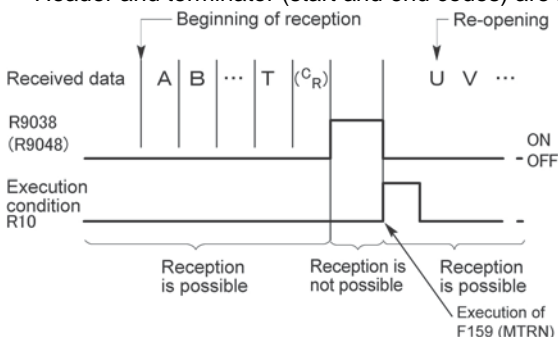 Header and terminator (start and end codes) are
Beginning of reception
Re-opening
Received data A B ... T (CR) U V ...
R9038
(R9048)
ON
OFF
Execution
condition
R10
Reception
is possible
Reception is
not possible
Reception
is possible
Execution of
F159 (MTRN)